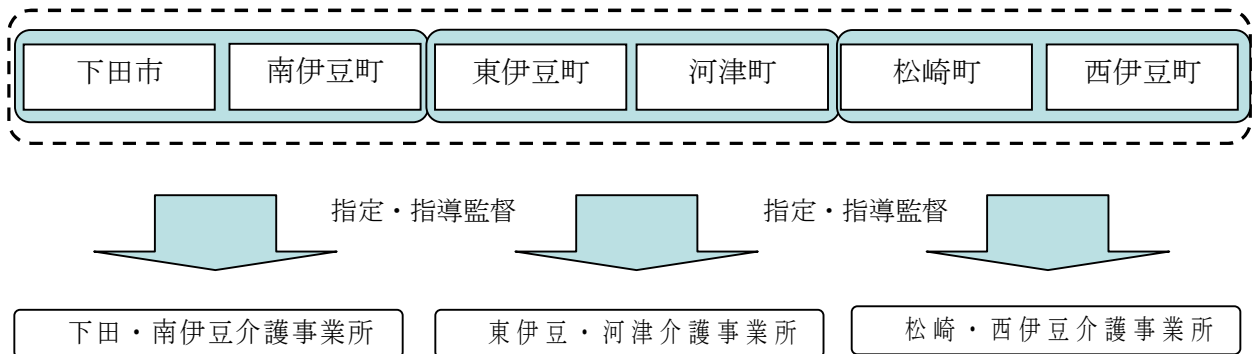 下田市 南伊豆町 東伊豆町 河津町 松崎町 西伊豆町
指定・指導監督 指定・指導監督
下田・南伊豆介護事業所 東伊豆・河津介護事業所 松崎・西伊豆介護事業所